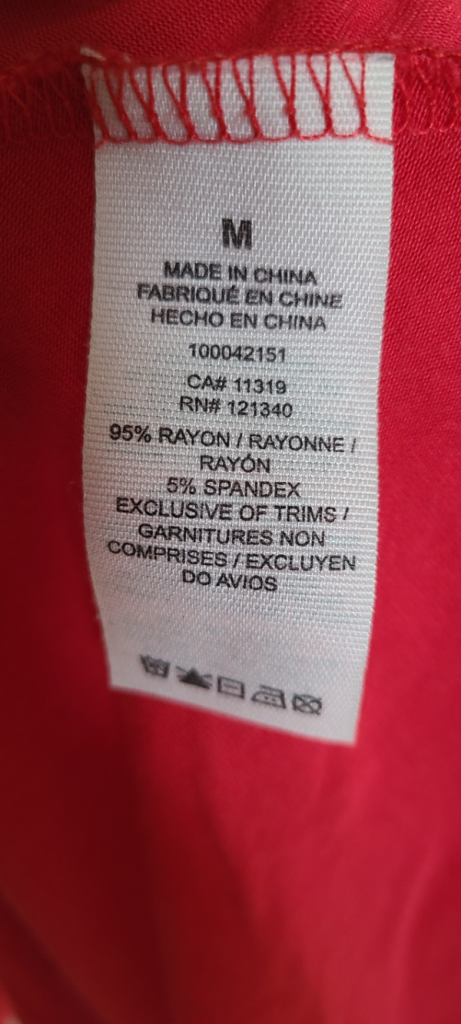 M
MADE IN CHINA
FABRIQUÉ EN CHINE
HECHO EN CHINA
100042151
CA# 11319
RN# 121340
95% RAYON / RAYONNE /
RAYÓN
5% SPANDEX
EXCLUSIVE OF TRIMS /
GARNITURES NON
COMPRISES / EXCLUYEN
DO AVIOS